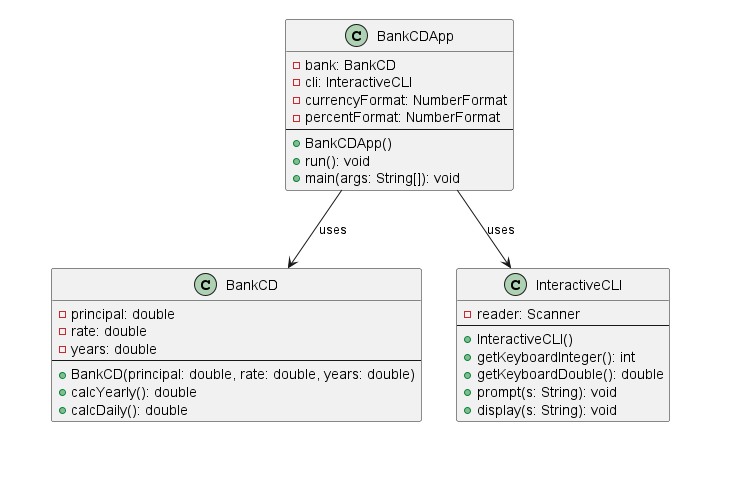 C BankCDApp
bank: BankCD
cli: InteractiveCLI
currencyFormat: NumberFormat
percentFormat: NumberFormat
BankCDApp()
run(): void
main(args: String[]): void
uses
uses
C BankCD
principal: double
rate: double
years: double
BankCD(principal: double, rate: double, years: double)
calcYearly(): double
calcDaily(): double
C InteractiveCLI
reader: Scanner
InteractiveCLI()
getKeyboardInteger(): int
getKeyboardDouble(): double
prompt(s: String): void
display(s: String): void